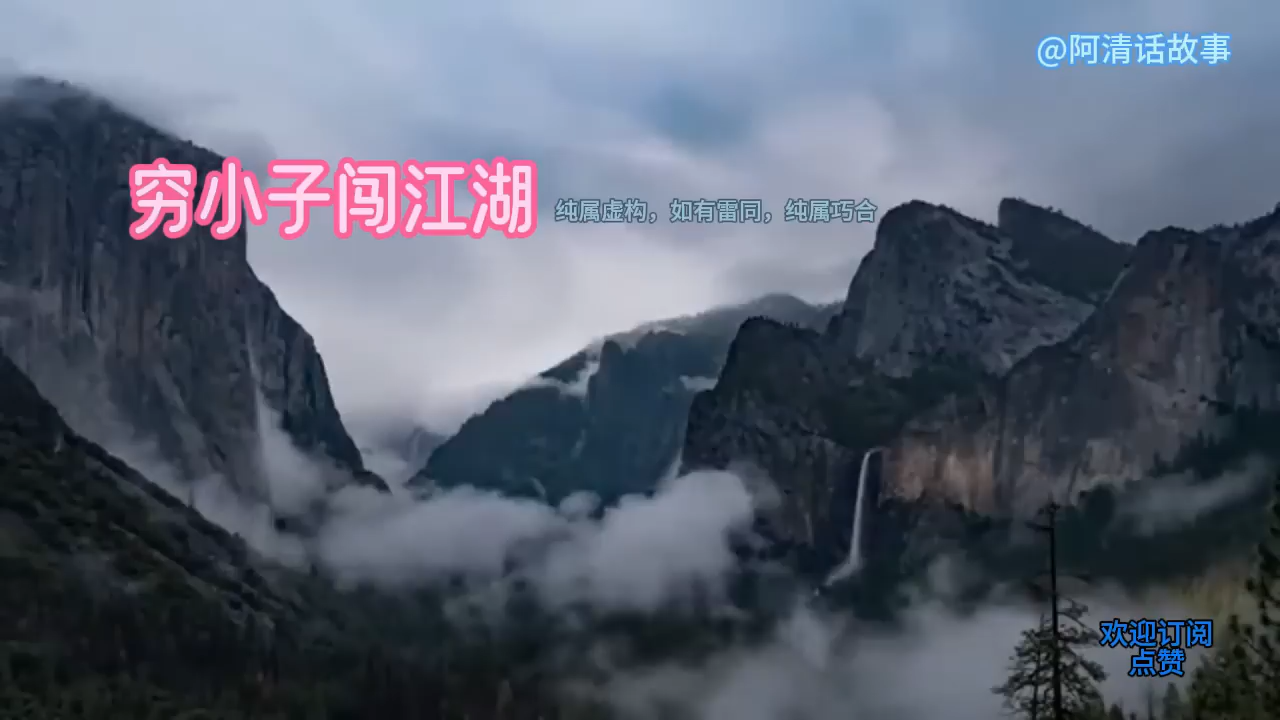 @阿清话故事
穷小子闯江湖
纯属虚构，如有雷同，纯属巧合
欢迎订阅
点赞